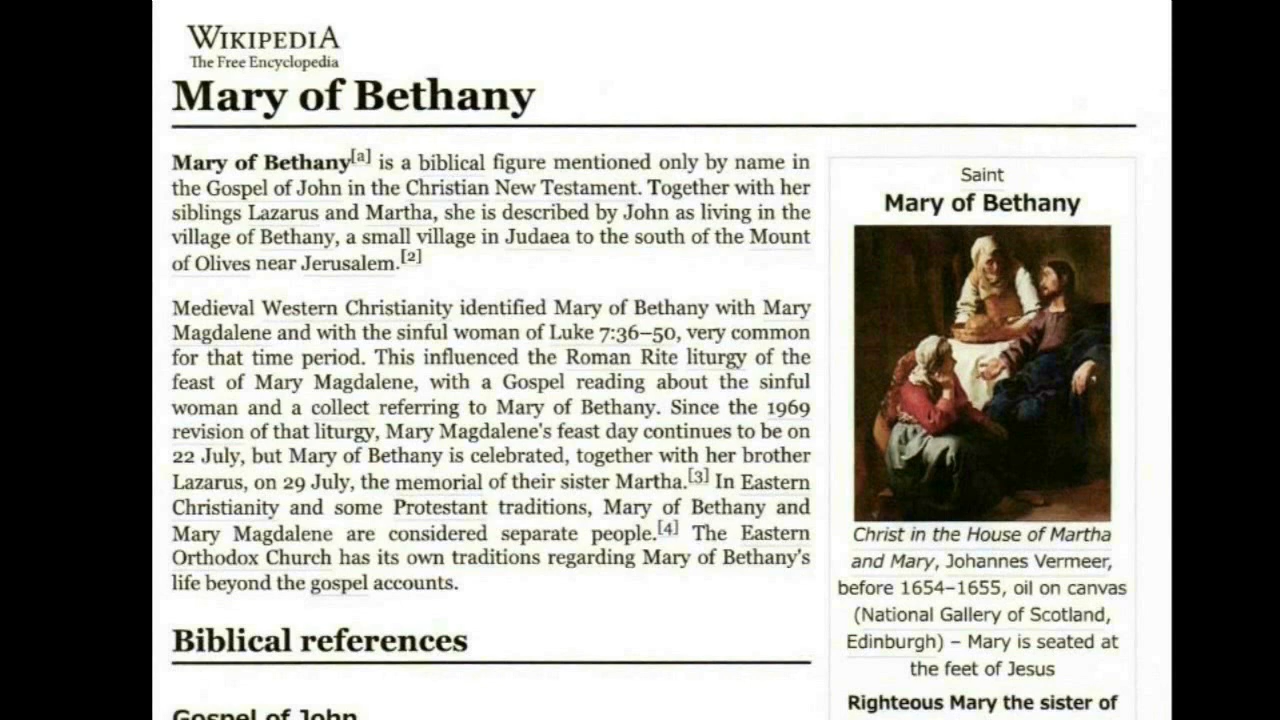 WIKIPEDIA
The Free Encyclopedia
Mary of Bethany
Mary of Bethany[a] is a biblical figure mentioned only by name in
the Gospel of John in the Christian New Testament. Together with her
siblings Lazarus and Martha, she is described by John as living in the
village of Bethany, a small village in Judaea to the south of the Mount
of Olives near Jerusalem.[2]
Medieval Western Christianity identified Mary of Bethany with Mary
Magdalene and with the sinful woman of Luke 7:36–50, very common
for that time period. This influenced the Roman Rite liturgy of the
feast of Mary Magdalene, with a Gospel reading about the sinful
woman and a collect referring to Mary of Bethany. Since the 1969
revision of that liturgy, Mary Magdalene's feast day continues to be on
22 July, but Mary of Bethany is celebrated, together with her brother
Lazarus, on 29 July, the memorial of their sister Martha.[3] In Eastern
Christianity and some Protestant traditions, Mary of Bethany and
Mary Magdalene are considered separate people.[4] The Eastern
Orthodox Church has its own traditions regarding Mary of Bethany's
life beyond the gospel accounts.
Biblical references
Gospel of John
Saint
Mary of Bethany
Christ in the House of Martha
and Mary, Johannes Vermeer,
before 1654–1655, oil on canvas
(National Gallery of Scotland,
Edinburgh) – Mary is seated at
the feet of Jesus
Righteous Mary the sister of